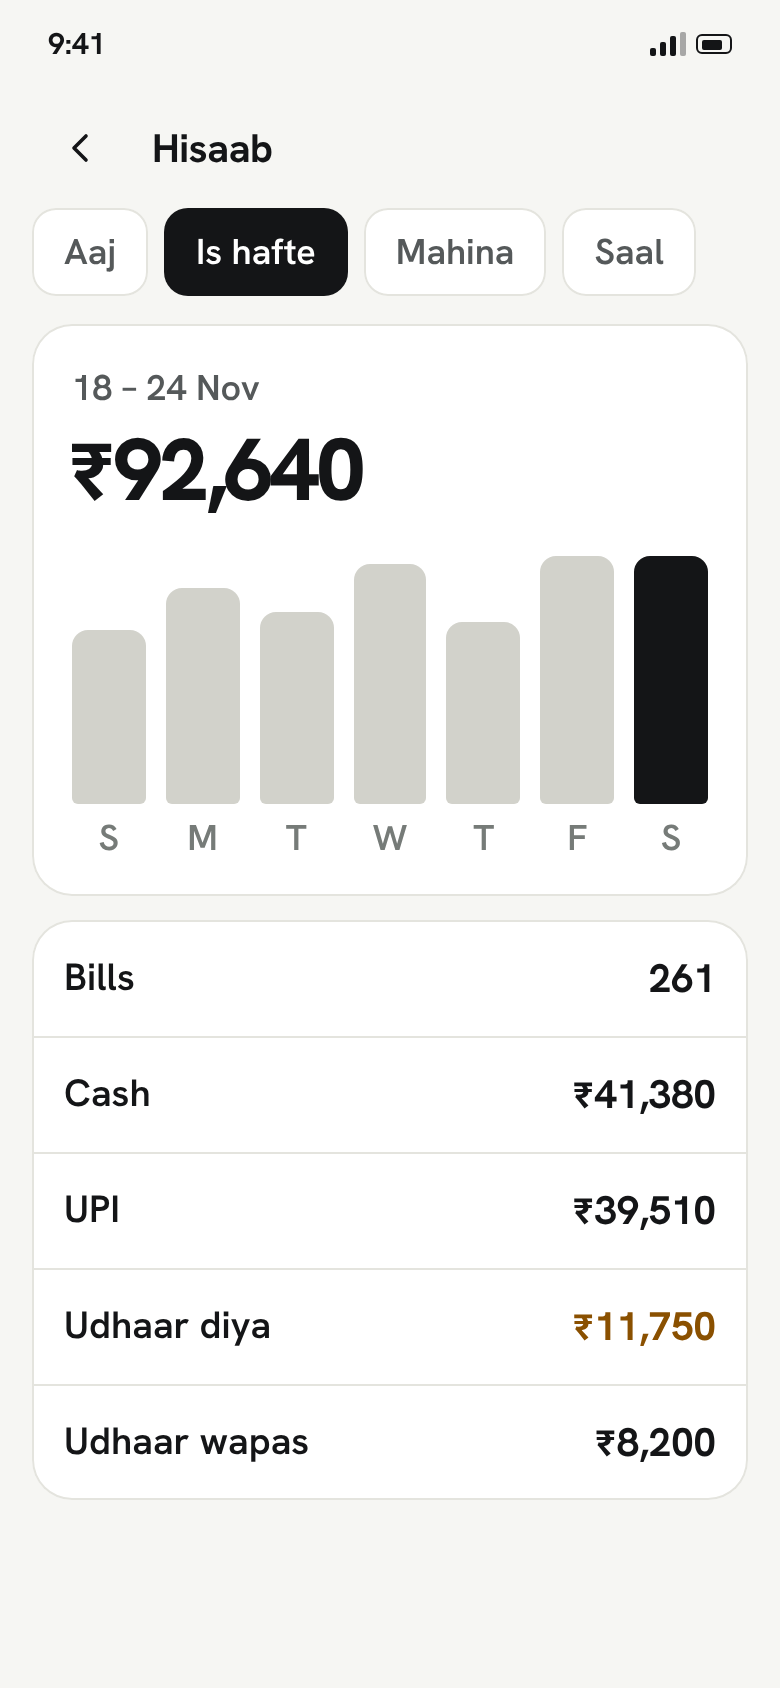 9:41
Hisaab
Aaj Is hafte Mahina Saal
18 – 24 Nov
₹92,640
S M T W T F S
Bills 261
Cash ₹41,380
UPI ₹39,510
Udhaar diya ₹11,750
Udhaar wapas ₹8,200